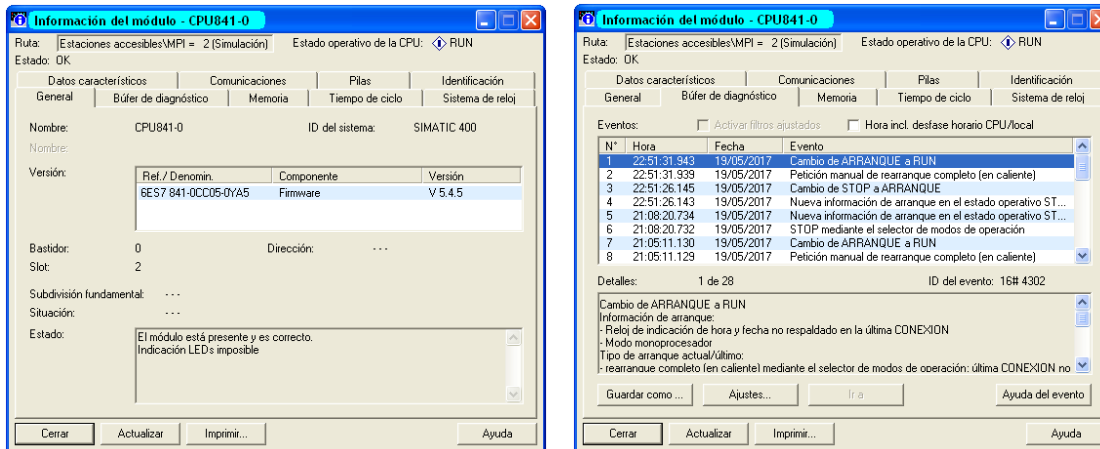 Información del módulo - CPU841-0
Ruta: Estaciones accesibles\MPI = 2 (Simulación) Estado operativo de la CPU: RUN
Estado: OK
Datos característicos Comunicaciones Pilas Identificación
General Búfer de diagnóstico Memoria Tiempo de ciclo Sistema de reloj
Nombre: CPU841-0 ID del sistema: SIMATIC 400
Nombre:
Versión: Ref./ Denomin. Componente Versión
6ES7 841-0CC05-0YA5 Firmware V 5.4.5
Bastidor: 0 Dirección: - - -
Slot: 2
Subdivisión fundamental: - - -
Situación: - - -
Estado: El módulo está presente y es correcto.
Indicación LEDs imposible
Cerrar Actualizar Imprimir... Ayuda
Información del módulo - CPU841-0
Ruta: Estaciones accesibles\MPI = 2 (Simulación) Estado operativo de la CPU: RUN
Estado: OK
Datos característicos Comunicaciones Pilas Identificación
General Búfer de diagnóstico Memoria Tiempo de ciclo Sistema de reloj
Eventos: Activar filtros ajustados Hora incl. desfase horario CPU/local
N° Hora Fecha Evento
1 22:51:31.943 19/05/2017 Cambio de ARRANQUE a RUN
2 22:51:31.939 19/05/2017 Petición manual de rearranque completo (en caliente)
3 22:51:26.145 19/05/2017 Cambio de STOP a ARRANQUE
4 22:51:26.143 19/05/2017 Nueva información de arranque en el estado operativo ST...
5 21:08:20.734 19/05/2017 Nueva información de arranque en el estado operativo ST...
6 21:08:20.732 19/05/2017 STOP mediante el selector de modos de operación
7 21:05:11.130 19/05/2017 Cambio de ARRANQUE a RUN
8 21:05:11.129 19/05/2017 Petición manual de rearranque completo (en caliente)
Detalles: 1 de 28 ID del evento: 16# 4302
Cambio de ARRANQUE a RUN
Información de arranque:
- Reloj de indicación de hora y fecha no respaldado en la última CONEXION
- Modo monoprocesador
Tipo de arranque actual/último:
- rearranque completo (en caliente) mediante el selector de modos de operación: última CONEXION no
Guardar como ... Ajustes... Ir a Ayuda del evento
Cerrar Actualizar Imprimir... Ayuda